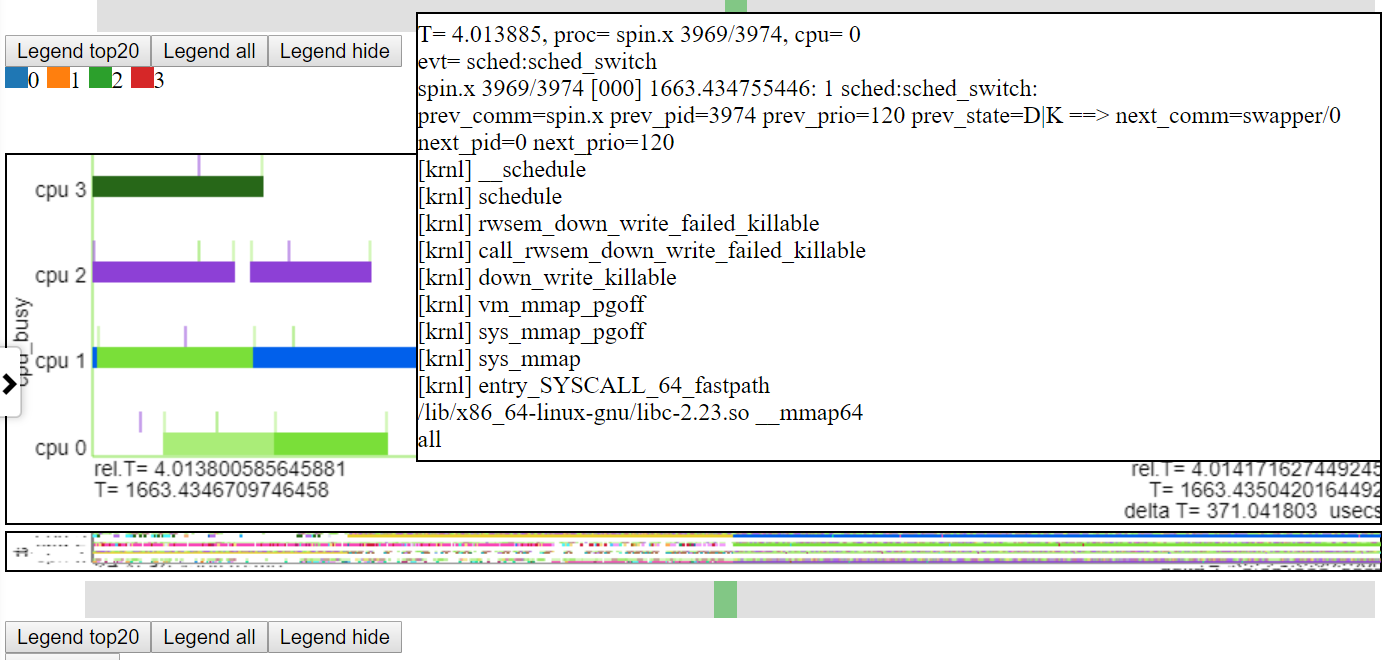 Legend top20 Legend all Legend hide
0 1 2 3
T= 4.013885, proc= spin.x 3969/3974, cpu= 0
evt= sched:sched_switch
spin.x 3969/3974 [000] 1663.434755446: 1 sched:sched_switch:
prev_comm=spin.x prev_pid=3974 prev_prio=120 prev_state=D|K ==> next_comm=swapper/0
next_pid=0 next_prio=120
[krnl] __schedule
[krnl] schedule
[krnl] rwsem_down_write_failed_killable
[krnl] call_rwsem_down_write_failed_killable
[krnl] down_write_killable
[krnl] vm_mmap_pgoff
[krnl] sys_mmap_pgoff
[krnl] sys_mmap
[krnl] entry_SYSCALL_64_fastpath
/lib/x86_64-linux-gnu/libc-2.23.so __mmap64
all
cpu_busy
cpu 3
cpu 2
cpu 1
cpu 0
rel.T= 4.013800585645881
T= 1663.4346709746458
rel.T= 4.014171627449245
T= 1663.4350420164492
delta T= 371.041803 usecs
Legend top20 Legend all Legend hide